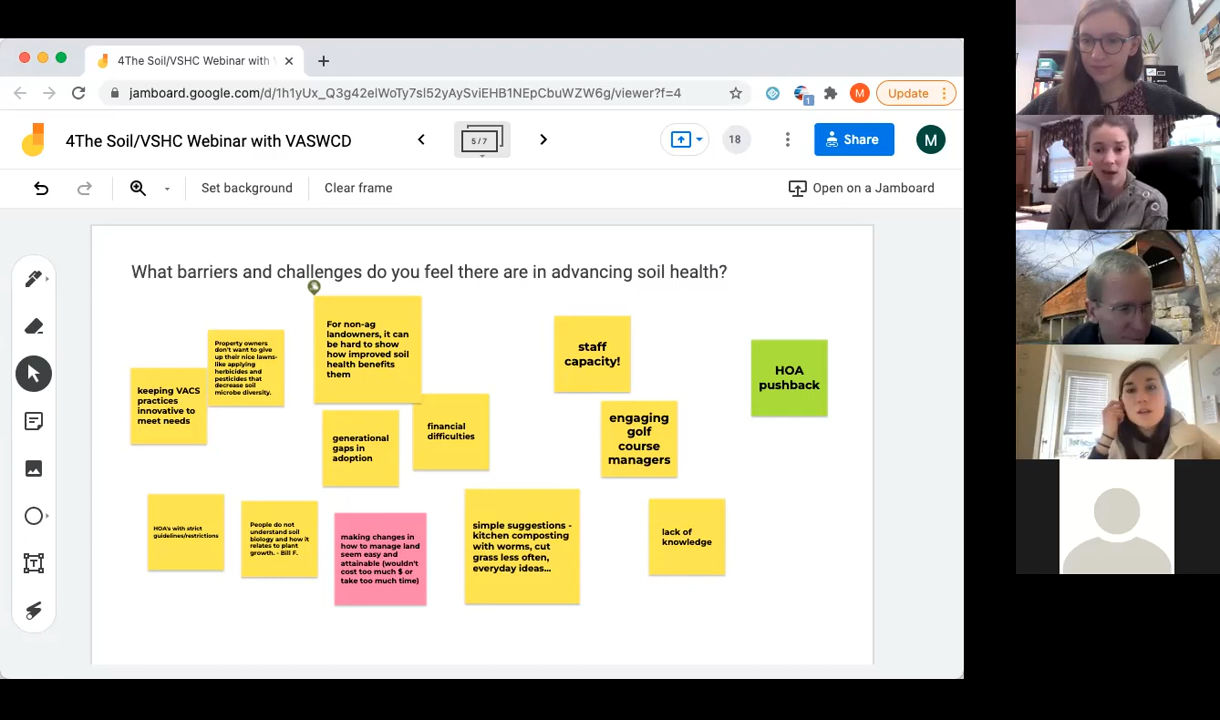 4The Soil/VSHC Webinar with
jamboard.google.com/d/1h1yUx_Q3g42elWoTy7sl52yAySviEHB1NEpCbuWZW6g/viewer?f=4
1
M
Update
4The Soil/VSHC Webinar with VASWCD
5/7
18
Share
M
Set background
Clear frame
Open on a Jamboard
What barriers and challenges do you feel there are in advancing soil health?
keeping VACS
practices
innovative to
meet needs
Property owners
don't want to give
up their nice lawns-
like applying
herbicides and
pesticides that
decrease soil
microbe diversity.
For non-ag
landowners, it can
be hard to show
how improved soil
health benefits
them
generational
gaps in
adoption
financial
difficulties
staff
capacity!
engaging
golf
course
managers
HOA
pushback
HOA's with strict
guidelines/restrictions
People do not
understand soil
biology and how it
relates to plant
growth. - Bill F.
making changes in
how to manage land
seem easy and
attainable (wouldn't
cost too much $ or
take too much time)
simple suggestions -
kitchen composting
with worms, cut
grass less often,
everyday ideas...
lack of
knowledge